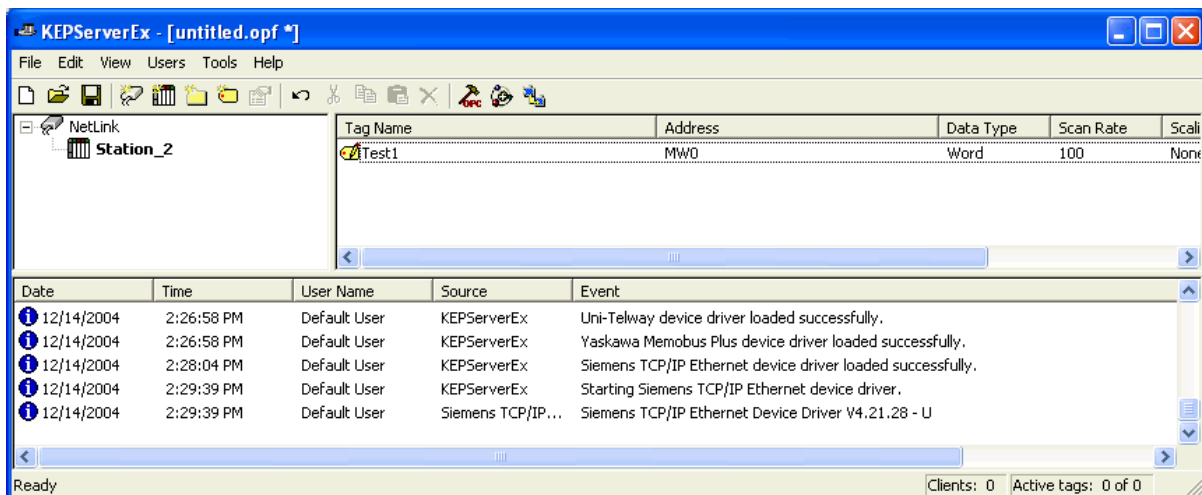 KEPServerEx - [untitled.opf *]
File Edit View Users Tools Help
OPC
NetLink
Station_2
Tag Name Address Data Type Scan Rate Scali
Test1 MW0 Word 100 None
Date Time User Name Source Event
12/14/2004 2:26:58 PM Default User KEPServerEx Uni-Telway device driver loaded successfully.
12/14/2004 2:26:58 PM Default User KEPServerEx Yaskawa Memobus Plus device driver loaded successfully.
12/14/2004 2:28:04 PM Default User KEPServerEx Siemens TCP/IP Ethernet device driver loaded successfully.
12/14/2004 2:29:39 PM Default User KEPServerEx Starting Siemens TCP/IP Ethernet device driver.
12/14/2004 2:29:39 PM Default User Siemens TCP/IP... Siemens TCP/IP Ethernet Device Driver V4.21.28 - U
Ready Clients: 0 Active tags: 0 of 0